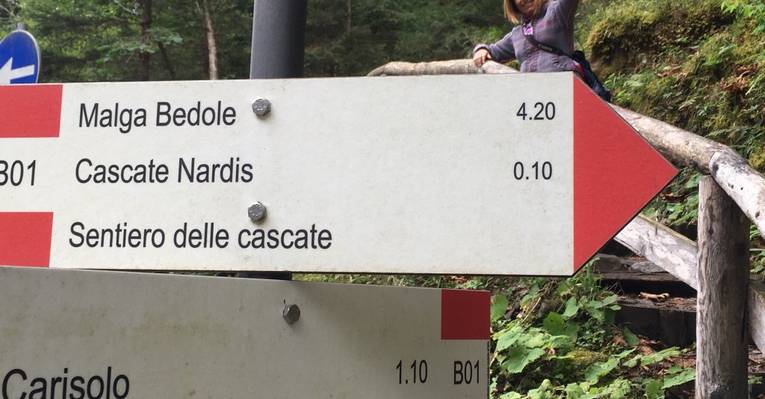 Malga Bedole 4.20
B01 Cascate Nardis 0.10
Sentiero delle cascate
Carisolo 1.10 B01